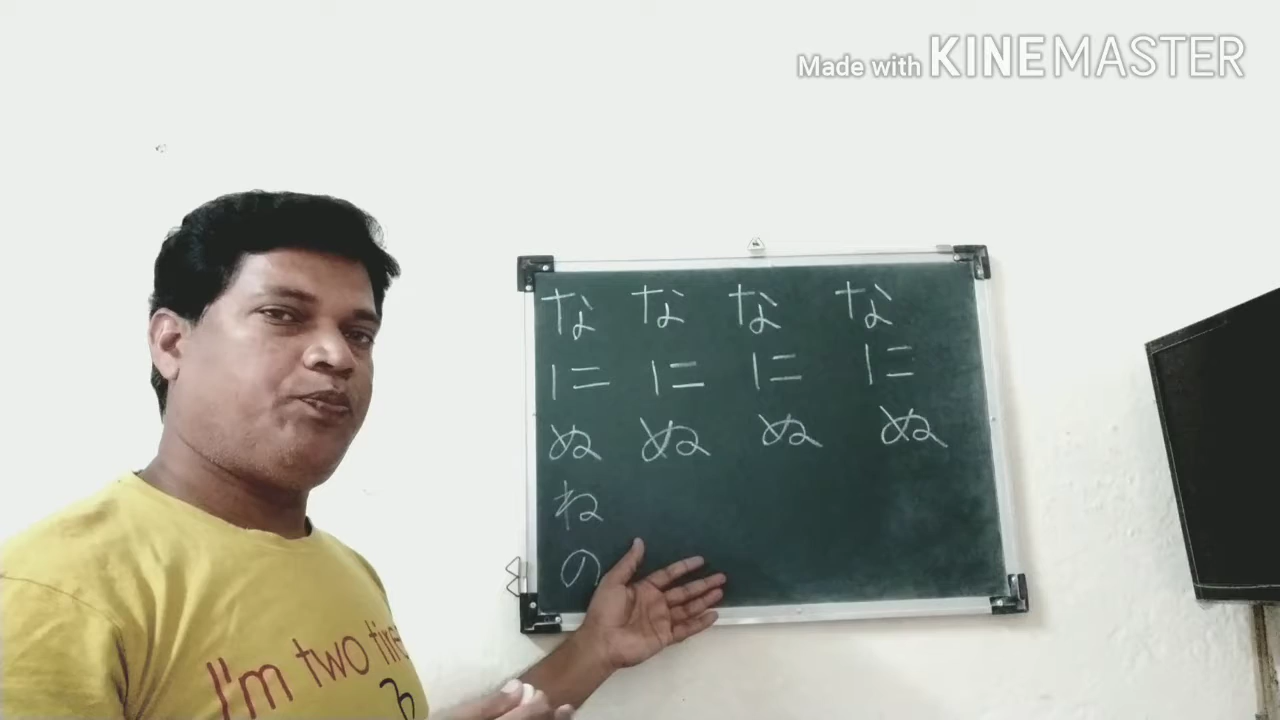 Made with KINEMASTER
な な な な
に に に に
ぬ ぬ ぬ ぬ
ね
の
I'm two